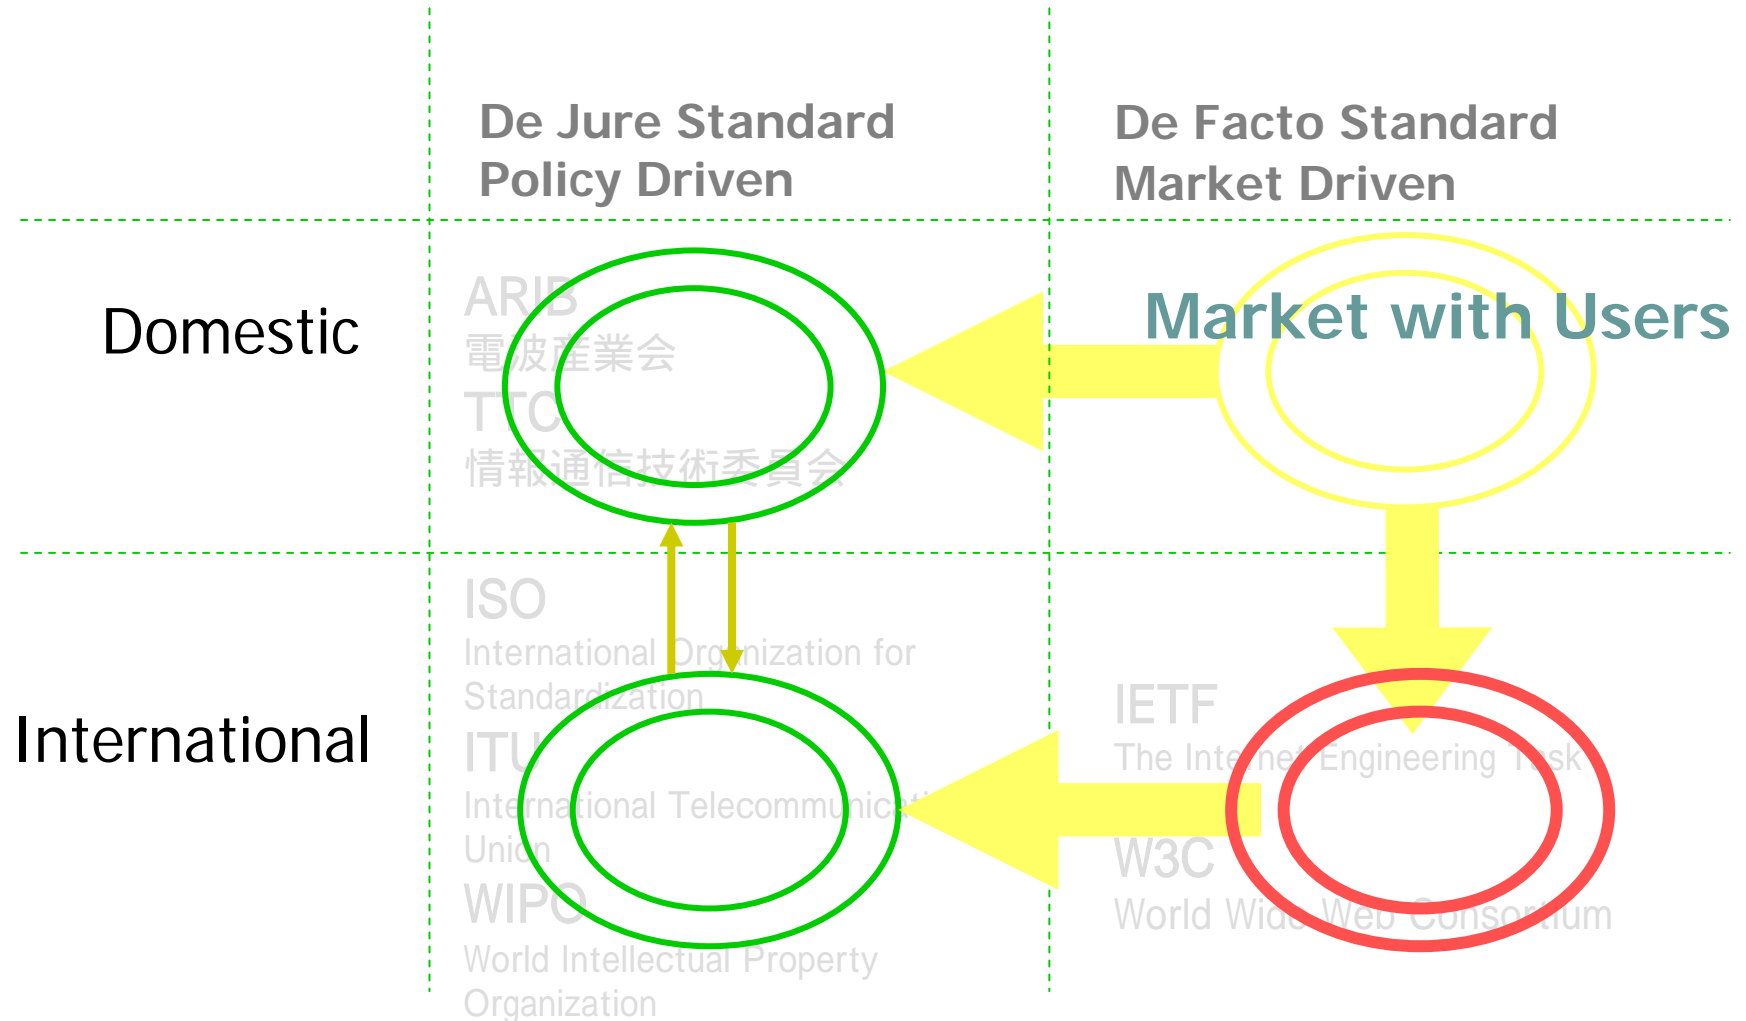 De Jure Standard
Policy Driven
De Facto Standard
Market Driven
Domestic
ARIB
電波産業会
TTC
情報通信技術委員会
Market with Users
International
ISO
International Organization for
Standardization
ITU
International Telecommunicati
Union
WIPO
World Intellectual Property
Organization
IETF
The Internet Engineering Task
W3C
World Wide Web Consortium